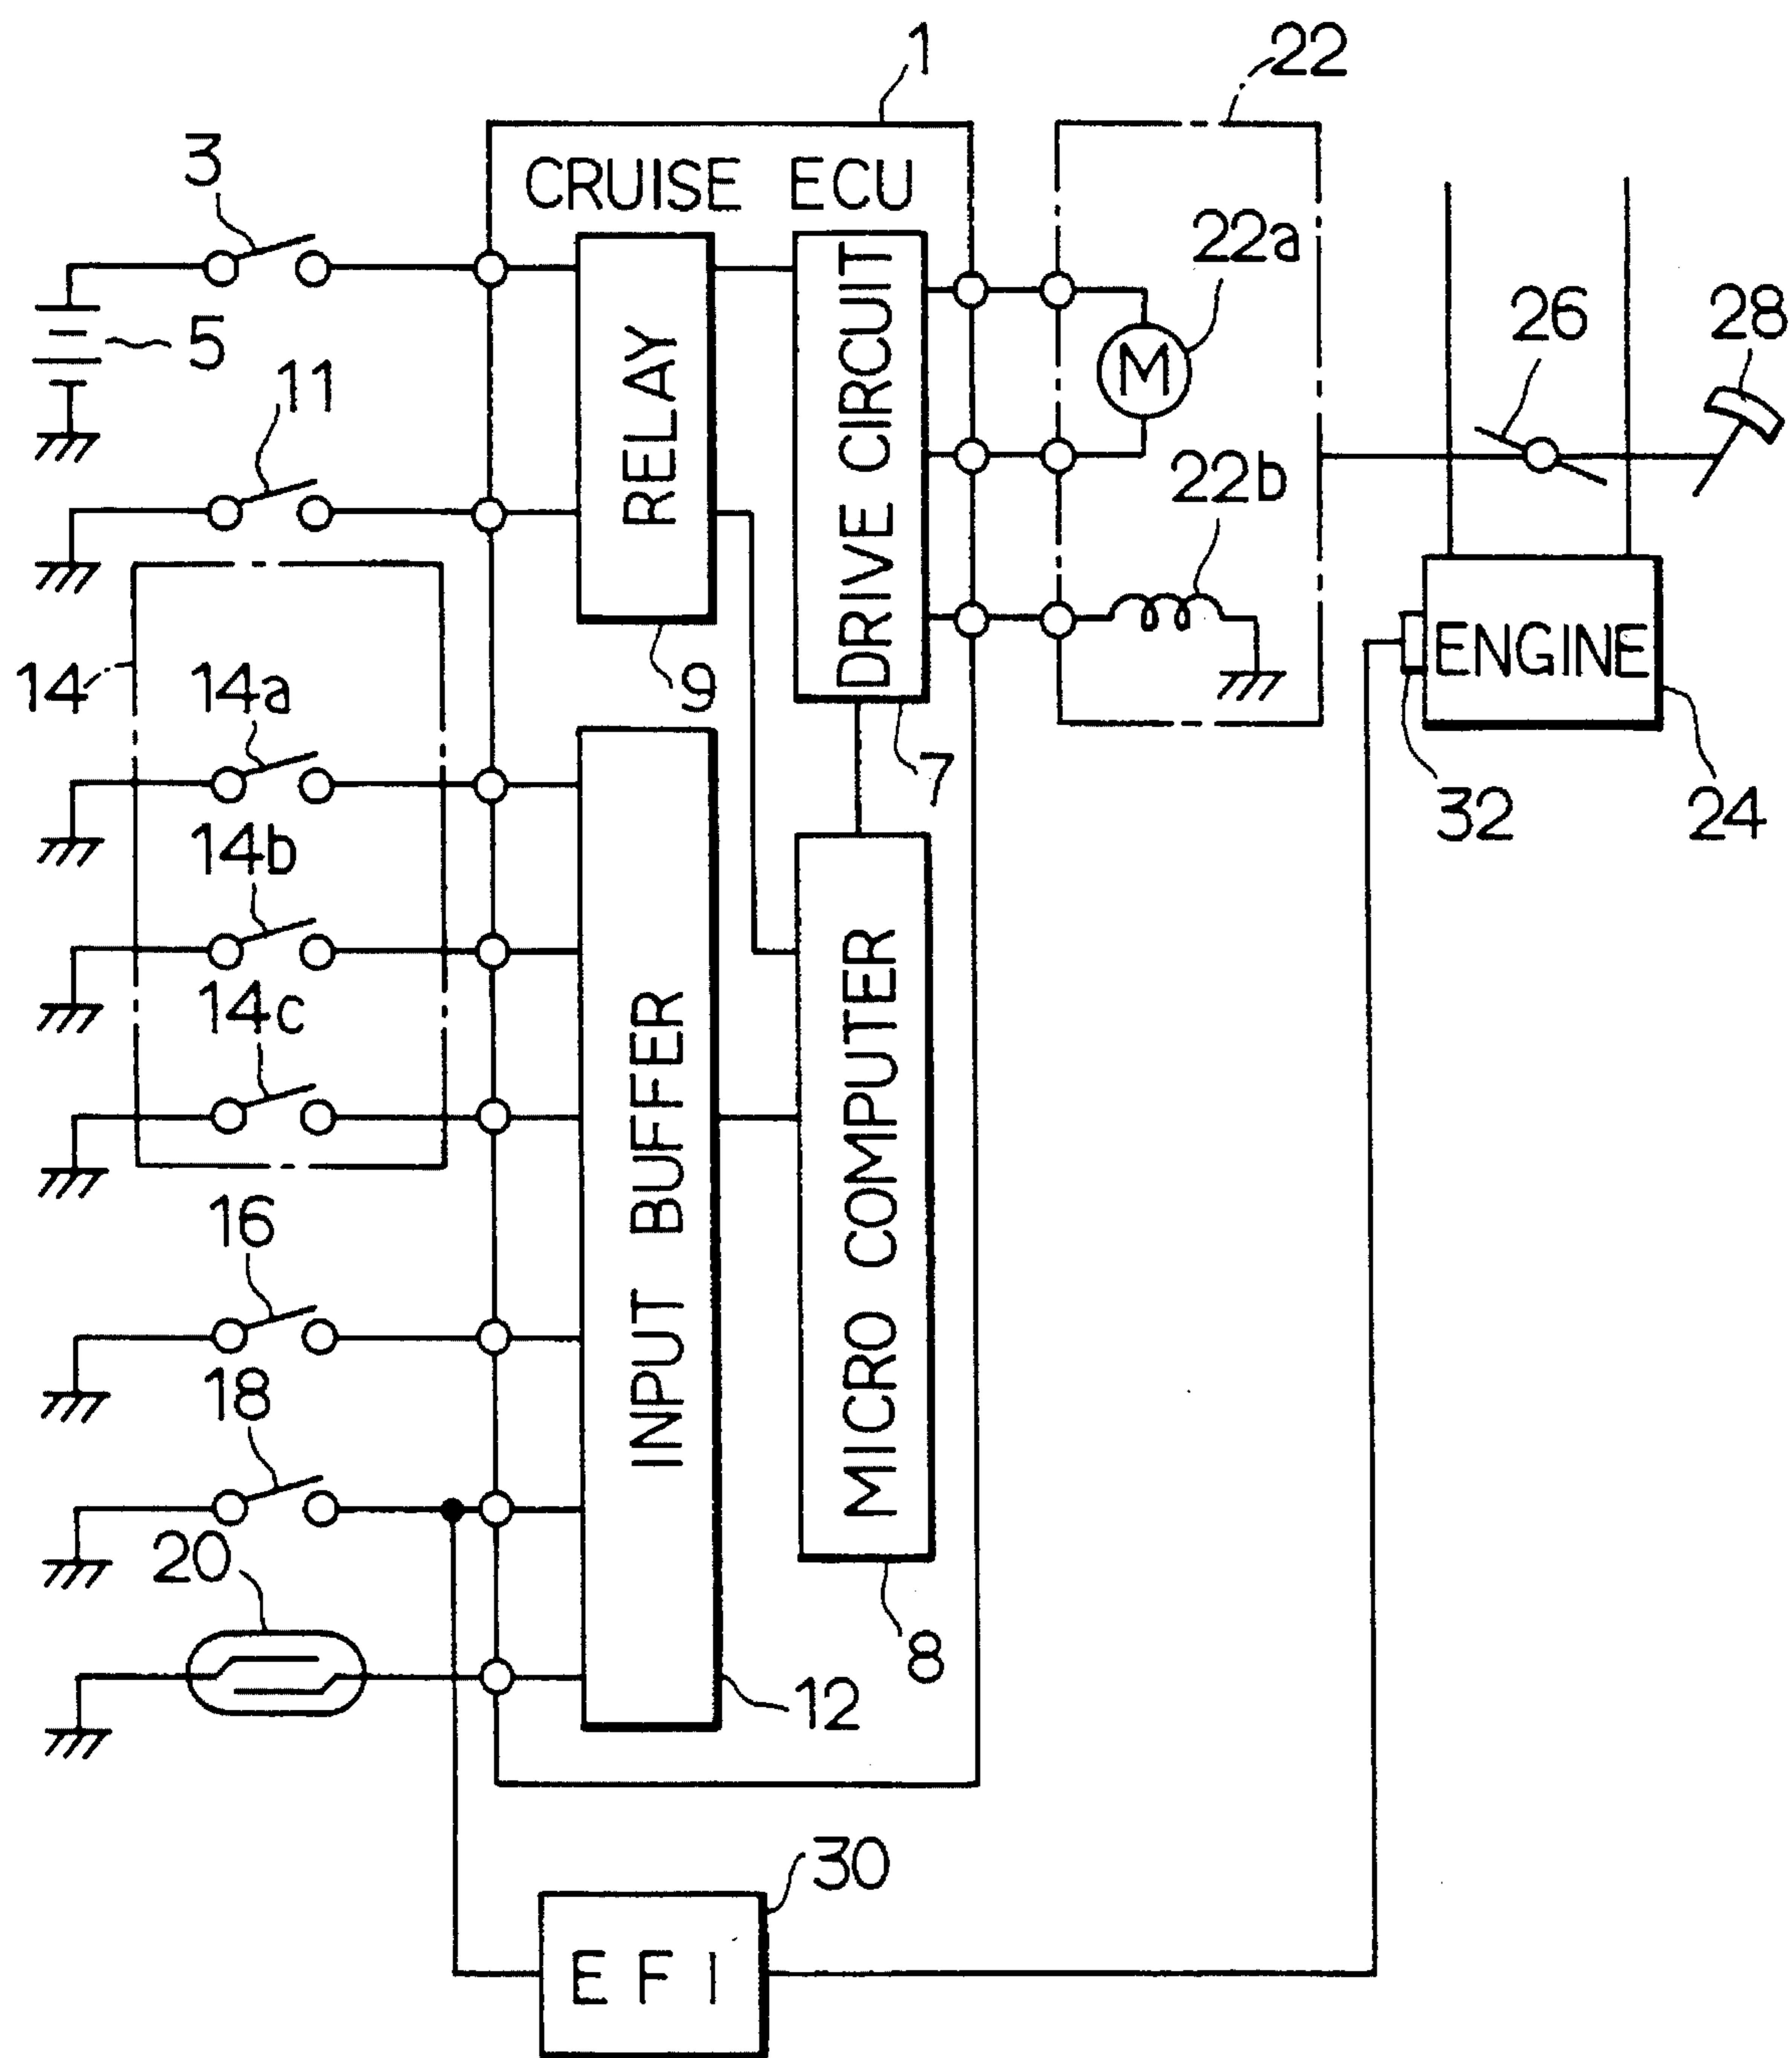 1
22
3
CRUISE ECU
22a
5
11
RELAY
DRIVE CIRCUIT
M
26
28
22b
14
14a
9
7
ENGINE
32
24
14b
14c
INPUT BUFFER
MICRO COMPUTER
16
18
20
8
12
30
EFI